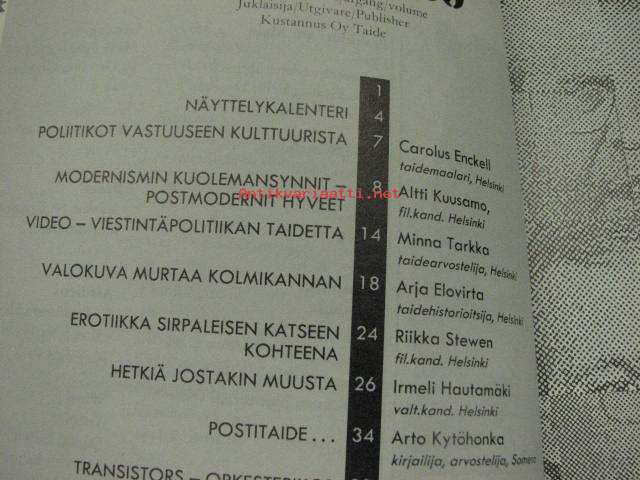 Julkaisija/Utgivare/Publisher
Kustannus Oy Taide
1
NÄYTTELYKALENTERI 4
POLIITIKOT VASTUUSEEN KULTTUURISTA 7 Carolus Enckell
taidemaalari, Helsinki
MODERNISMIN KUOLEMANSYNNIT –
POSTMODERNIT HYVEET 8 Altti Kuusamo,
fil.kand. Helsinki
Antikvariaatti.net
VIDEO – VIESTINTÄPOLITIIKAN TAIDETTA 14 Minna Tarkka
taidearvostelija, Helsinki
VALOKUVA MURTAA KOLMIKANNAN 18 Arja Elovirta
taidehistorioitsija, Helsinki
EROTIIKKA SIRPALEISEN KATSEEN
KOHTEENA 24 Riikka Stewen
fil.kand. Helsinki
HETKIÄ JOSTAKIN MUUSTA 26 Irmeli Hautamäki
valt.kand. Helsinki
POSTITAIDE . . . 34 Arto Kytöhonka
kirjailija, arvostelija, Somero
TRANSISTORS –